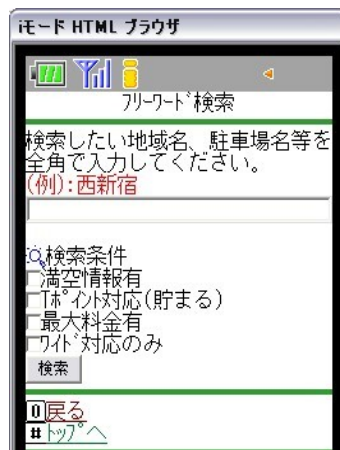 iモード HTML ブラウザ
ﾌﾘｰﾜｰﾄﾞ検索
検索したい地域名、駐車場名等を
全角で入力してください。
(例):西新宿
検索条件
満空情報有
Tﾎﾟｲﾝﾄ対応(貯まる)
最大料金有
ﾜｲﾄﾞ対応のみ
検索
0戻る
#ﾄｯﾌﾟへ